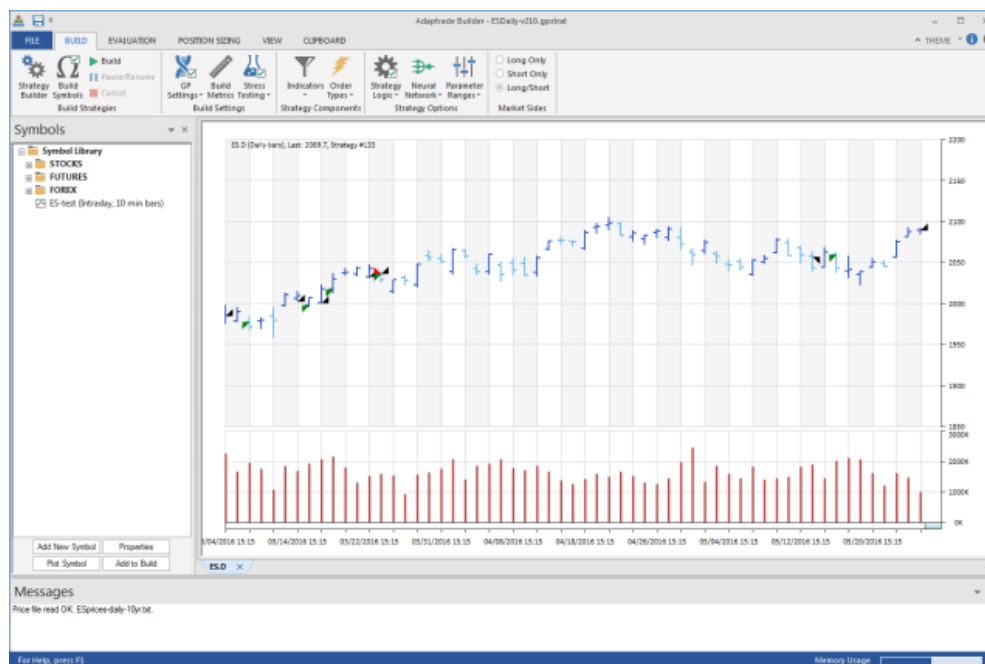 Adaptrade Builder - ESDaily-v210.gpstrat
FILE BUILD EVALUATION POSITION SIZING VIEW CLIPBOARD THEME
Strategy Builder
Build Symbols
Build
Pause/Resume
Cancel
Build Strategies
GP Settings
Build Metrics
Stress Testing
Build Settings
Indicators
Order Types
Strategy Components
Strategy Logic
Neural Network
Parameter Ranges
Strategy Options
Long Only
Short Only
Long/Short
Market Sides
Symbols
Symbol Library
STOCKS
FUTURES
FOREX
ES-test (Intraday, 10 min bars)
Add New Symbol Properties
Plot Symbol Add to Build
ES.D (Daily bars), Last: 2089.7, Strategy #133
2200
2150
2100
2050
2000
1950
1900
1850
3000K
2000K
1000K
0K
/04/2016 15:15 03/14/2016 15:15 03/22/2016 15:15 03/31/2016 15:15 04/08/2016 15:15 04/18/2016 15:15 04/26/2016 15:15 05/04/2016 15:15 05/12/2016 15:15 05/20/2016 15:15
ES.D
Messages
Price file read OK: ESprices-daily-10yr.txt.
For Help, press F1 Memory Usage